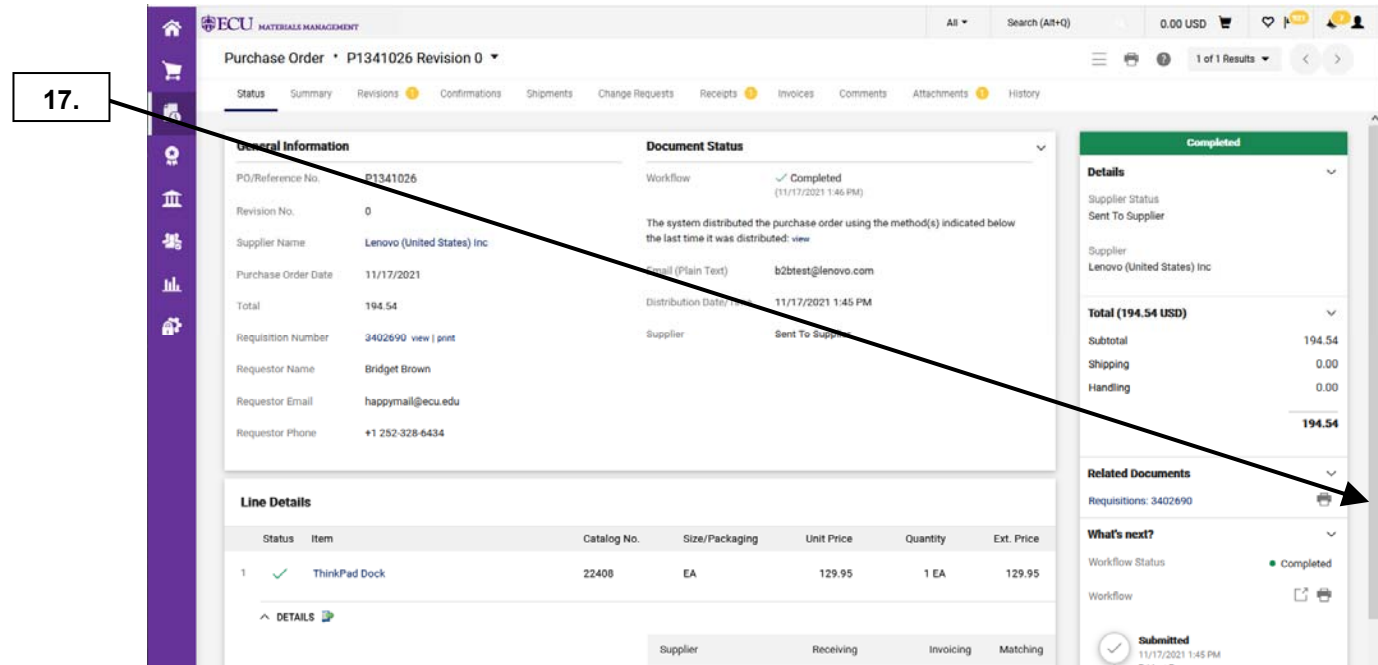 ECU MATERIALS MANAGEMENT
All
Search (Alt+Q)
0.00 USD
Purchase Order • P1341026 Revision 0
1 of 1 Results
17.
Status Summary Revisions 1 Confirmations Shipments Change Requests Receipts 1 Invoices Comments Attachments 1 History
General Information
PO/Reference No. P1341026
Revision No. 0
Supplier Name Lenovo (United States) Inc
Purchase Order Date 11/17/2021
Total 194.54
Requisition Number 3402690 view | print
Requestor Name Bridget Brown
Requestor Email happymail@ecu.edu
Requestor Phone +1 252-328-6434
Document Status
Workflow Completed
(11/17/2021 1:46 PM)
The system distributed the purchase order using the method(s) indicated below
the last time it was distributed: view
Email (Plain Text) b2btest@lenovo.com
Distribution Date/Time 11/17/2021 1:45 PM
Supplier Sent To Supplier
Completed
Details
Supplier Status
Sent To Supplier
Supplier
Lenovo (United States) Inc
Total (194.54 USD)
Subtotal 194.54
Shipping 0.00
Handling 0.00
194.54
Related Documents
Requisitions: 3402690
What's next?
Workflow Status Completed
Workflow
Submitted
11/17/2021 1:45 PM
Line Details
Status Item Catalog No. Size/Packaging Unit Price Quantity Ext. Price
1 ThinkPad Dock 22408 EA 129.95 1 EA 129.95
DETAILS
Supplier Receiving Invoicing Matching